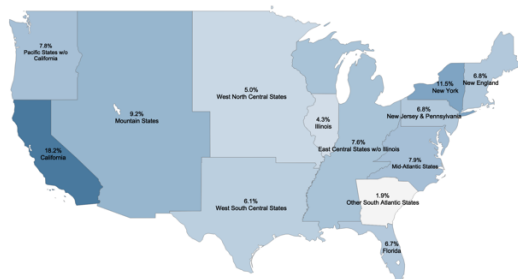 7.8%
Pacific States w/o
California
18.2%
California
9.2%
Mountain States
5.0%
West North Central States
4.3%
Illinois
7.6%
East Central States w/o Illinois
6.1%
West South Central States
11.5%
New York
6.8%
New England
6.6%
New Jersey & Pennsylvania
7.9%
Mid-Atlantic States
1.9%
Other South Atlantic States
6.7%
Florida